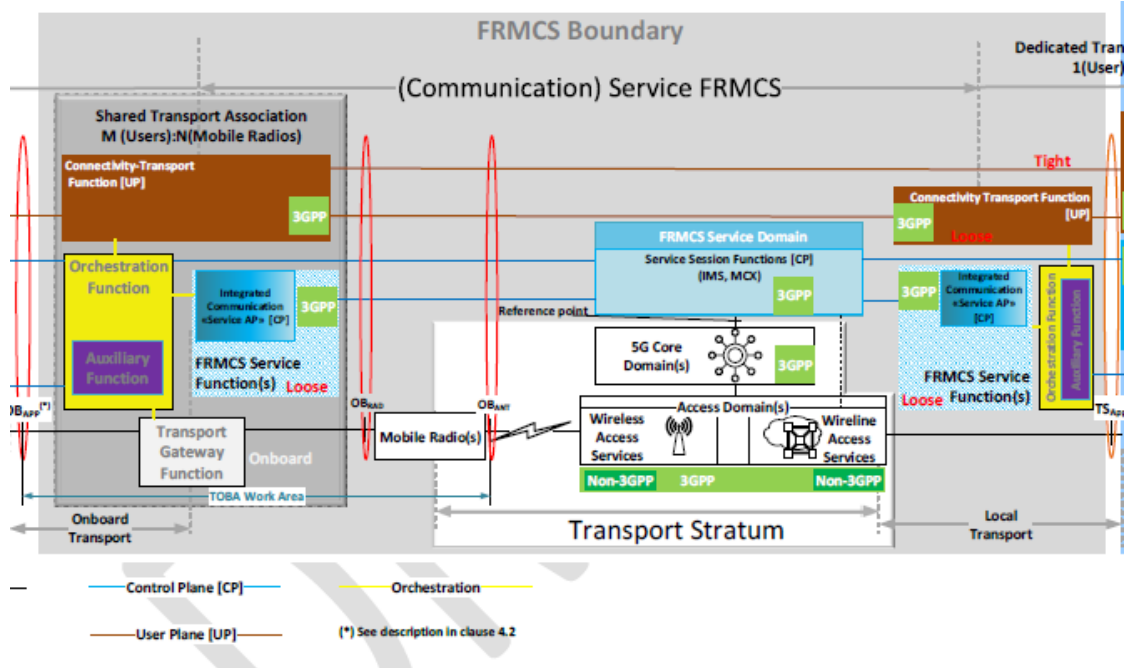 FRMCS Boundary
Dedicated Tran
1(User)
(Communication) Service FRMCS
Shared Transport Association
M (Users):N(Mobile Radios)
Connectivity-Transport
Function [UP]
3GPP
Tight
Connectivity Transport Function
[UP]
3GPP
Loose
FRMCS Service Domain
Service Session Functions [CP]
(IMS, MCX)
3GPP
Orchestration
Function
Auxiliary
Function
Integrated
Communication
«Service AP» [CP]
3GPP
FRMCS Service
Function(s)
Loose
Reference point
5G Core
Domain(s)
3GPP
3GPP
Integrated
Communication
«Service AP»
[CP]
FRMCS Service
Function(s)
Loose
Orchestration Function
Auxiliary Function
OBAPP(*)
OBRAD
OBANT
TSAPP
Transport
Gateway
Function
Onboard
Mobile Radio(s)
Access Domain(s)
Wireless
Access
Services
Wireline
Access
Services
Non-3GPP
3GPP
Non-3GPP
TOBA Work Area
Onboard
Transport
Transport Stratum
Local
Transport
Control Plane [CP]
Orchestration
User Plane [UP]
(*) See description in clause 4.2